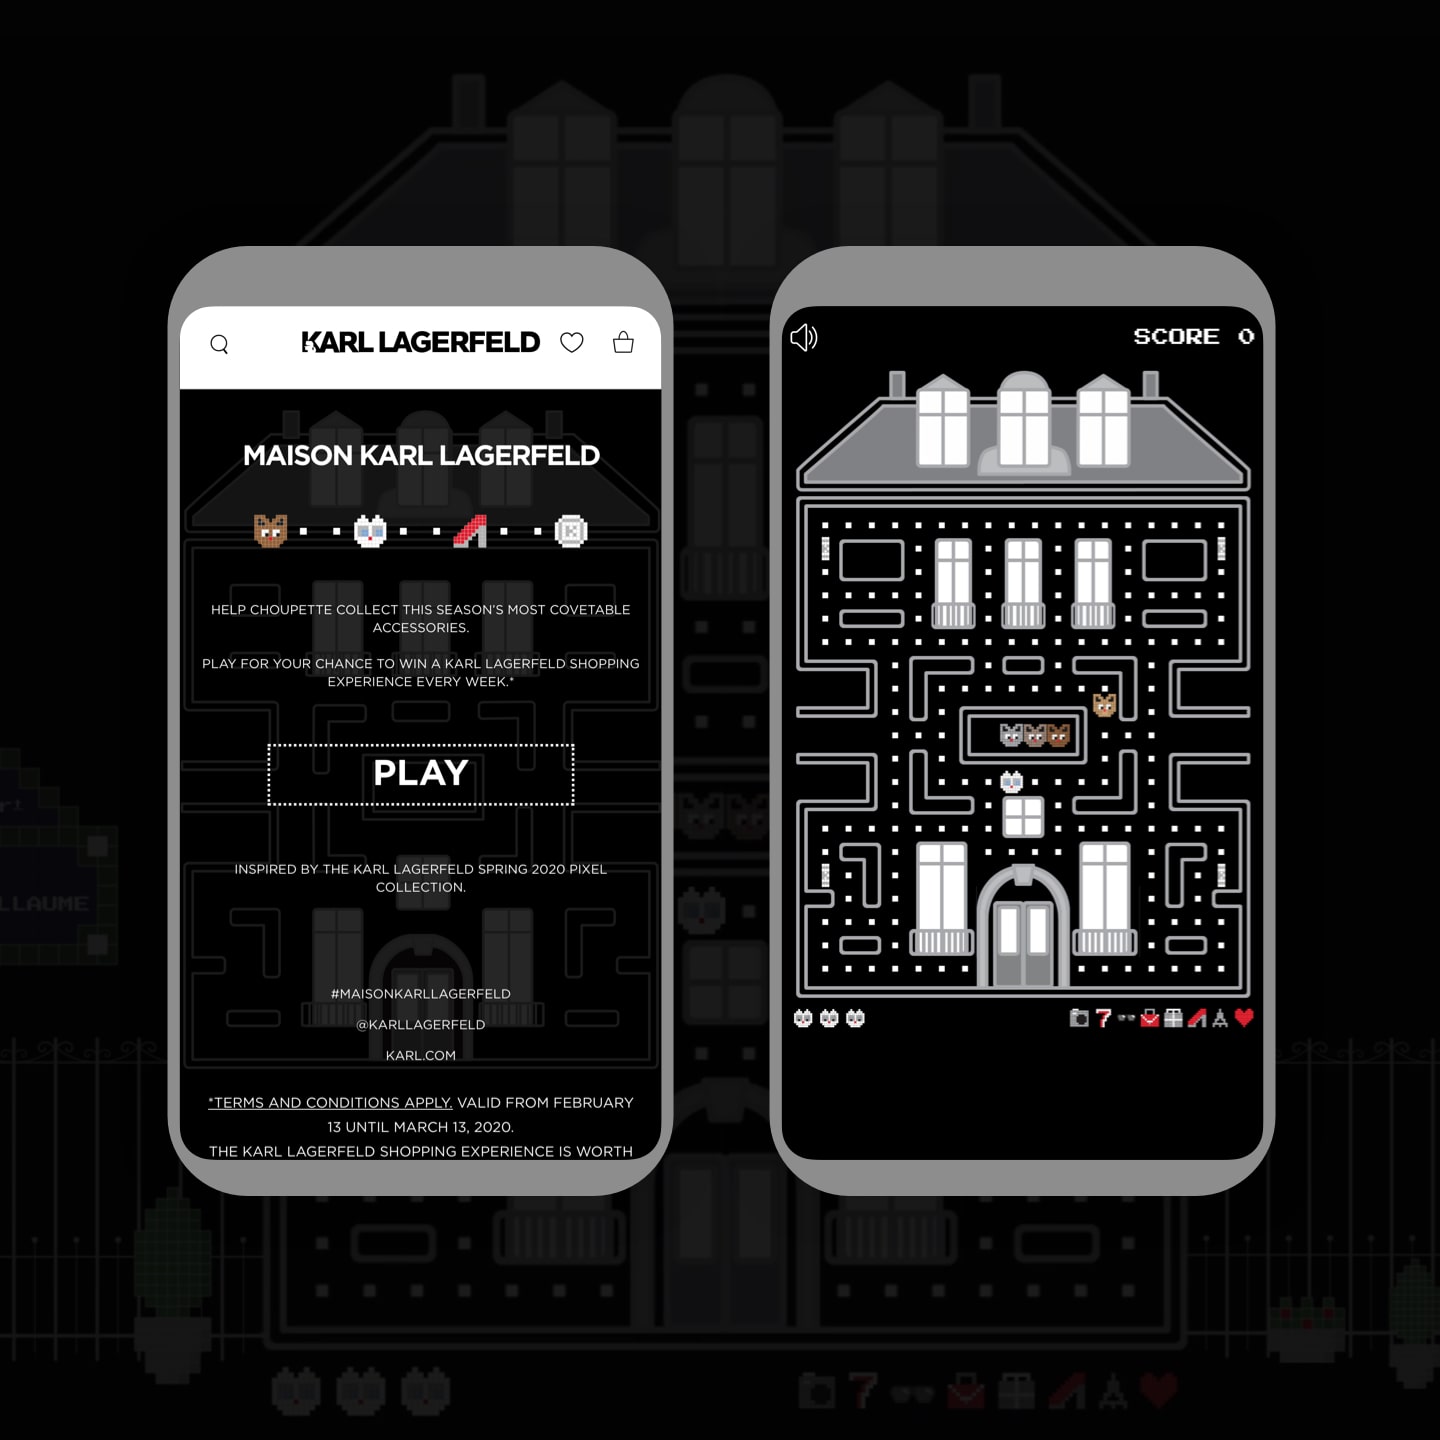 KARL LAGERFELD
MAISON KARL LAGERFELD
HELP CHOUPETTE COLLECT THIS SEASON'S MOST COVETABLE
ACCESSORIES.
PLAY FOR YOUR CHANCE TO WIN A KARL LAGERFELD SHOPPING
EXPERIENCE EVERY WEEK.*
PLAY
INSPIRED BY THE KARL LAGERFELD SPRING 2020 PIXEL
COLLECTION.
#MAISONKARLLAGERFELD
@KARLLAGERFELD
KARL.COM
*TERMS AND CONDITIONS APPLY. VALID FROM FEBRUARY
13 UNTIL MARCH 13, 2020.
THE KARL LAGERFELD SHOPPING EXPERIENCE IS WORTH
SCORE 0
7
7